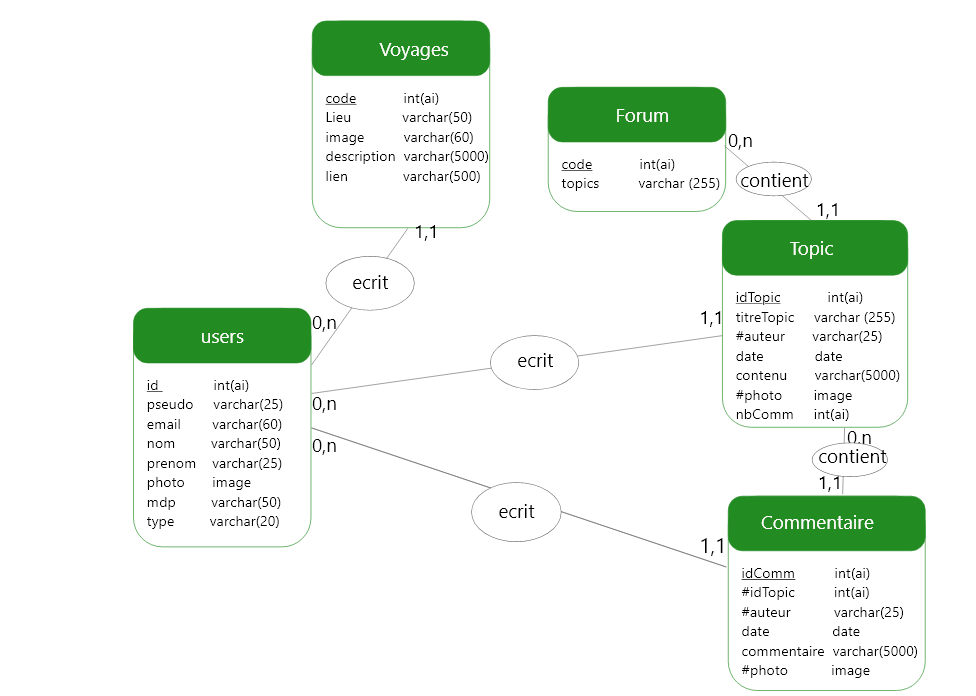 Voyages
code int(ai)
Lieu varchar(50)
image varchar(60)
description varchar(5000)
lien varchar(500)
1,1
ecrit
0,n
Forum
code int(ai)
topics varchar (255)
0,n
contient
1,1
Topic
idTopic int(ai)
titreTopic varchar (255)
#auteur varchar(25)
date date
contenu varchar(5000)
#photo image
nbComm int(ai)
users
id int(ai)
pseudo varchar(25)
email varchar(60)
nom varchar(50)
prenom varchar(25)
photo image
mdp varchar(50)
type varchar(20)
1,1
ecrit
0,n
0,n
contient
1,1
0,n
ecrit
1,1
Commentaire
idComm int(ai)
#idTopic int(ai)
#auteur varchar(25)
date date
commentaire varchar(5000)
#photo image